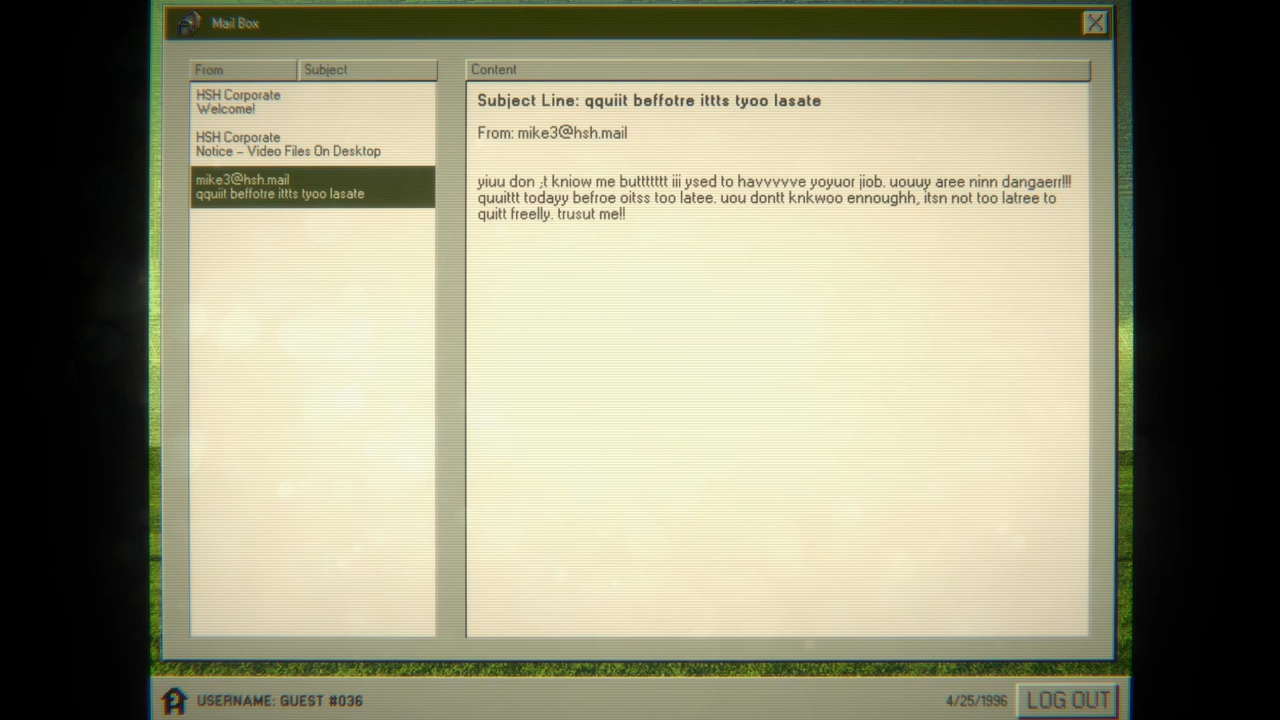 Mail Box
From Subject
HSH Corporate
Welcome!
HSH Corporate
Notice - Video Files On Desktop
mike3@hsh.mail
qquiit beffotre ittts tyoo lasate
Content
Subject Line: qquiit beffotre ittts tyoo lasate
From: mike3@hsh.mail
yiuu don ;t kniow me buttttttt iii ysed to havvvvve yoyuor jiob. uouuy aree ninn dangaerr!!!
quuittt todayy befroe oitss too latee. uou dontt knkwoo ennoughh, itsn not too latree to
quitt freelly. trusut me!!
USERNAME: GUEST #036
4/25/1996
LOG OUT